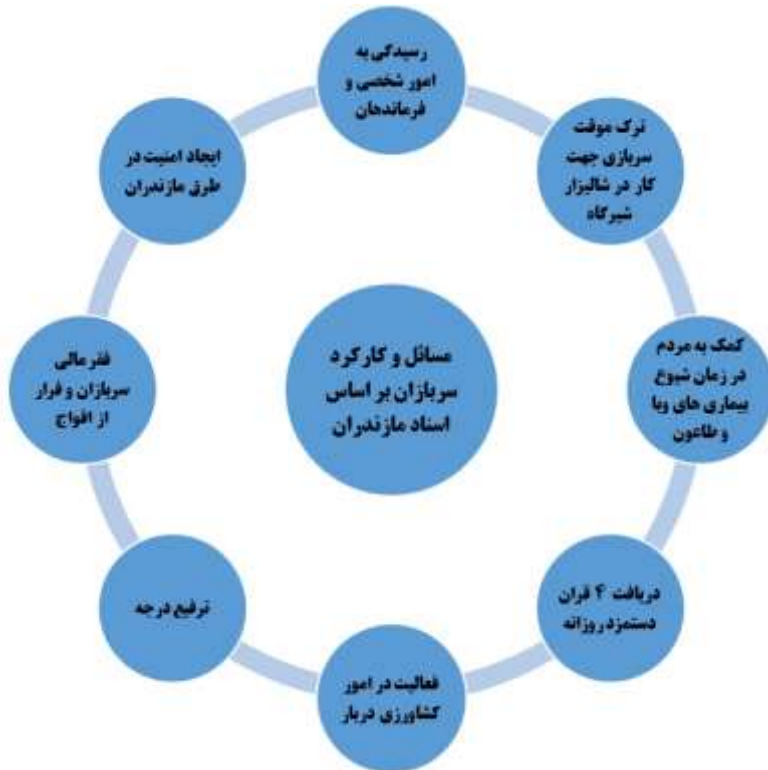 رسیدگی به
امور شخصی و
فرماندهان
ترک موقت
سربازی جهت
کار در شالیزار
شیرگاه
کمک به مردم
در زمان شیوع
بیماری های وبا
و طاعون
دریافت ۴ قران
دستمزد روزانه
فعالیت در امور
کشاورزی دربار
ترفیع درجه
فقر مالی
سربازان و فرار
از افواج
ایجاد امنیت در
طرق مازندران
مسائل و کارکرد
سربازان بر اساس
اسناد مازندران